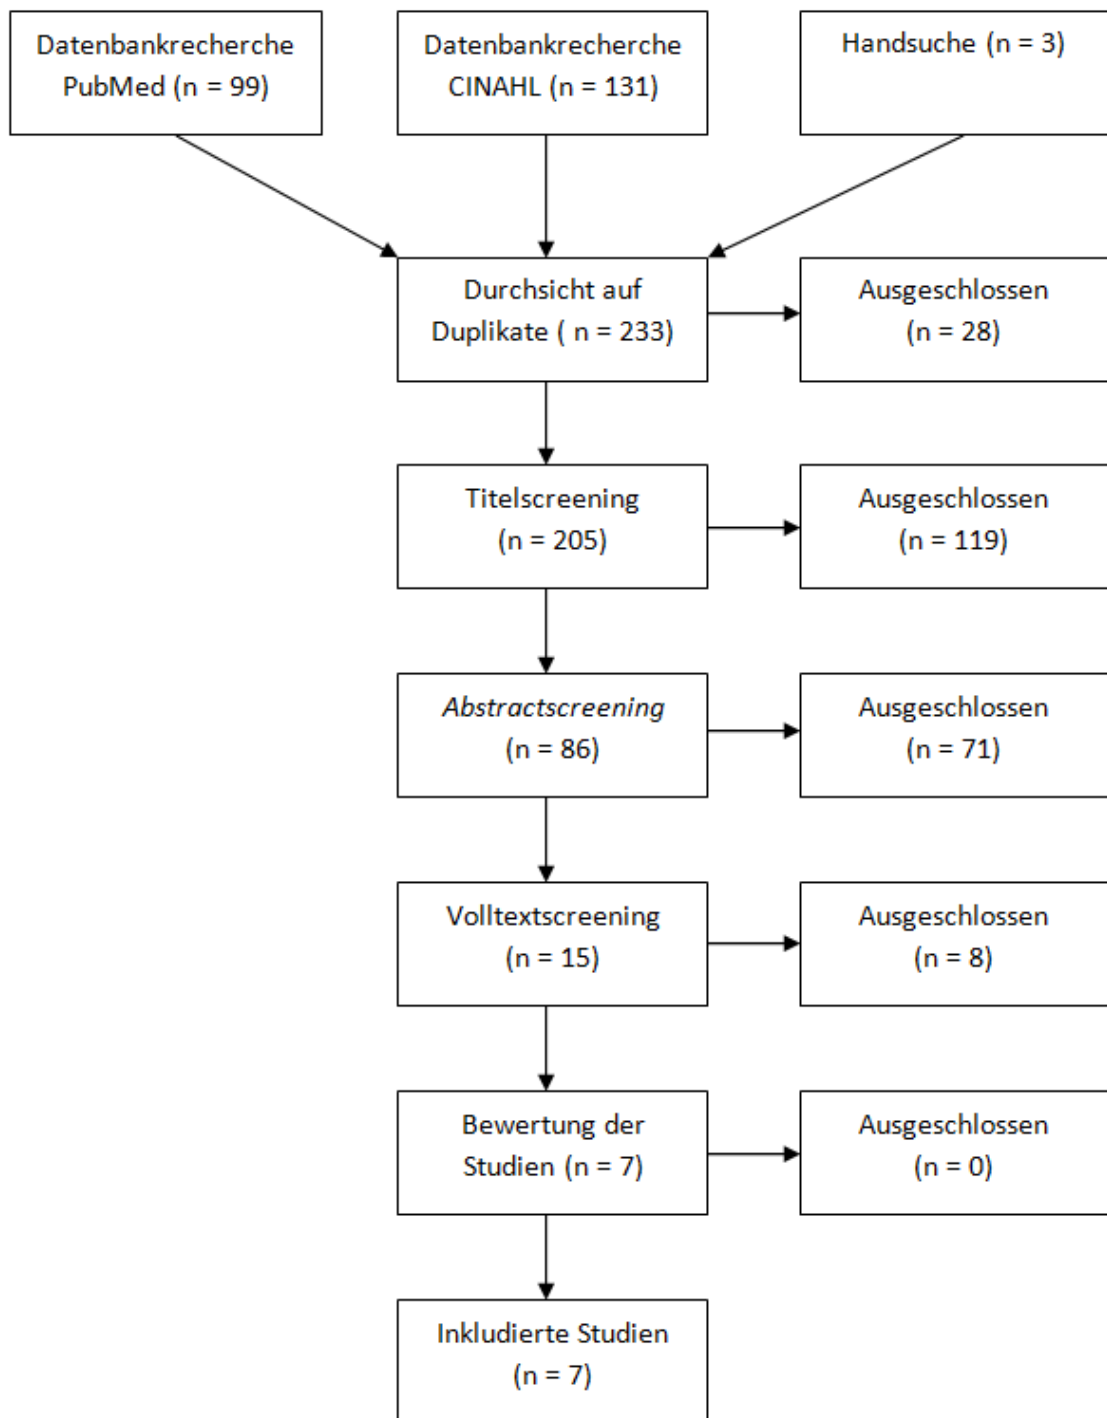 Datenbankrecherche
PubMed (n = 99)
Datenbankrecherche
CINAHL (n = 131)
Handsuche (n = 3)
Durchsicht auf
Duplikate ( n = 233)
Ausgeschlossen
(n = 28)
Titelscreening
(n = 205)
Ausgeschlossen
(n = 119)
Abstractscreening
(n = 86)
Ausgeschlossen
(n = 71)
Volltextscreening
(n = 15)
Ausgeschlossen
(n = 8)
Bewertung der
Studien (n = 7)
Ausgeschlossen
(n = 0)
Inkludierte Studien
(n = 7)